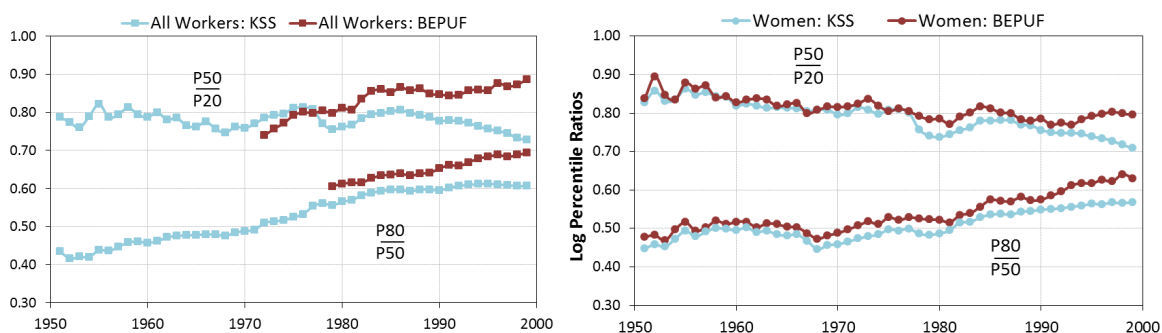 All Workers: KSS All Workers: BEPUF
1.00
0.90
0.80
0.70
0.60
0.50
0.40
0.30
P50
P20
P80
P50
1950 1960 1970 1980 1990 2000
Women: KSS Women: BEPUF
Log Percentile Ratios
1.00
0.90
0.80
0.70
0.60
0.50
0.40
0.30
P50
P20
P80
P50
1950 1960 1970 1980 1990 2000